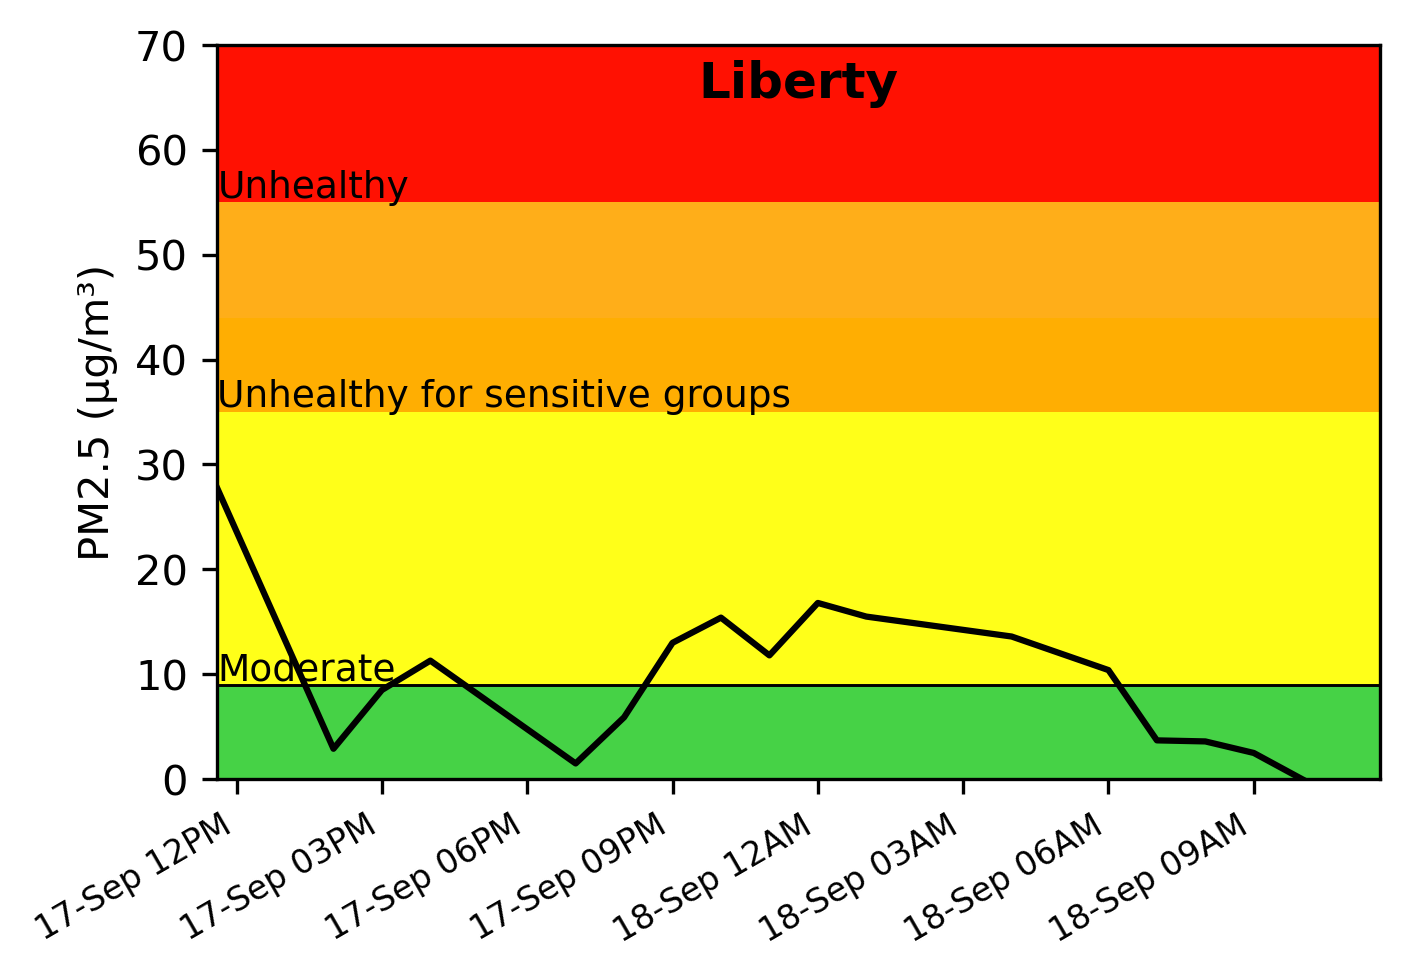 Liberty
PM2.5 (µg/m³)
70
60
50
40
30
20
10
0
Unhealthy
Unhealthy for sensitive groups
Moderate
17-Sep 12PM
17-Sep 03PM
17-Sep 06PM
17-Sep 09PM
18-Sep 12AM
18-Sep 03AM
18-Sep 06AM
18-Sep 09AM